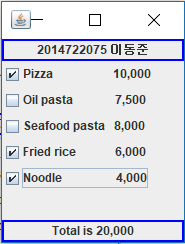 2014722075 이동준
Pizza 10,000
Oil pasta 7,500
Seafood pasta 8,000
Fried rice 6,000
Noodle 4,000
Total is 20,000